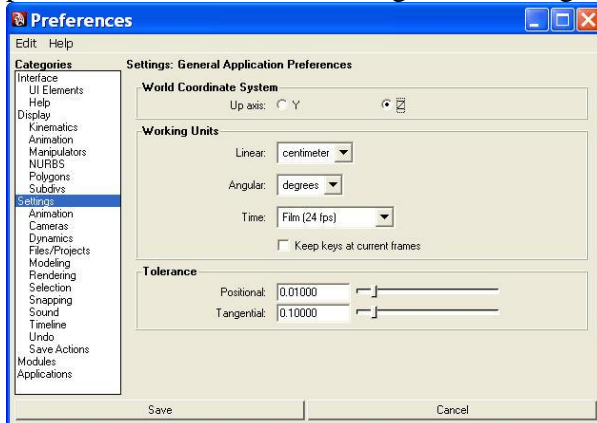 Preferences
Edit Help
Categories
Interface
UI Elements
Help
Display
Kinematics
Animation
Manipulators
NURBS
Polygons
Subdivs
Settings
Animation
Cameras
Dynamics
Files/Projects
Modeling
Rendering
Selection
Snapping
Sound
Timeline
Undo
Save Actions
Modules
Applications
Settings: General Application Preferences
World Coordinate System
Up axis: Y Z
Working Units
Linear: centimeter
Angular: degrees
Time: Film (24 fps)
Keep keys at current frames
Tolerance
Positional: 0.01000
Tangential: 0.10000
Save Cancel